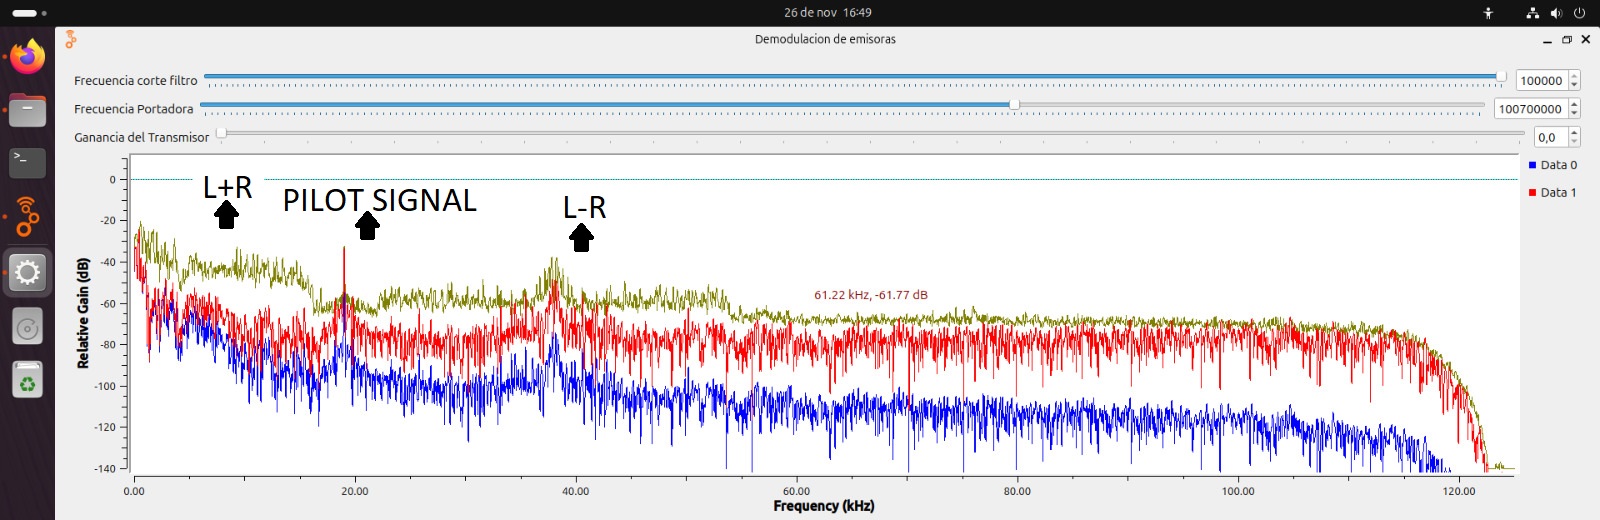 26 de nov 16:49
Demodulacion de emisoras
Frecuencia corte filtro 100000
Frecuencia Portadora 100700000
Ganancia del Transmisor 0,0
>_
L+R
PILOT SIGNAL
L-R
Data 0
Data 1
61.22 kHz, -61.77 dB
Relative Gain (dB)
0
-20
-40
-60
-80
-100
-120
-140
0.00 20.00 40.00 60.00 80.00 100.00 120.00
Frequency (kHz)